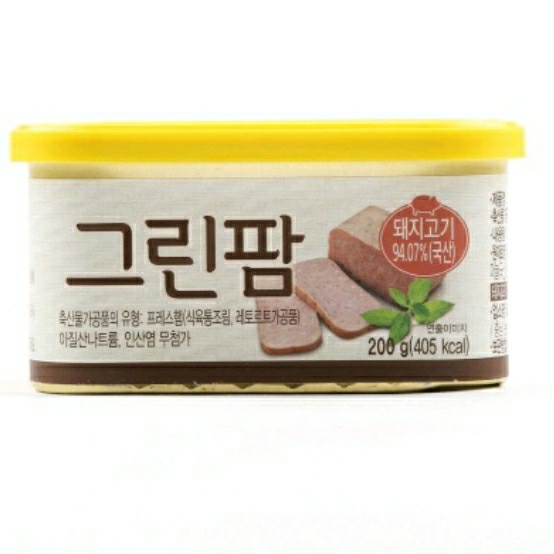 그린팜
축산물가공품의 유형: 프레스햄(식육통조림, 레토르트가공품)
아질산나트륨, 인산염 무첨가
돼지고기
94.07%(국산)
연출이미지
200 g(405 kcal)